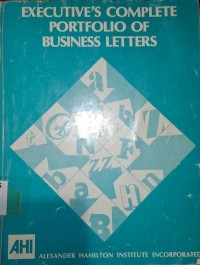 EXECUTIVE'S COMPLETE
PORTFOLIO OF
BUSINESS LETTERS
AHI
ALEXANDER HAMILTON INSTITUTE INCORPORATED